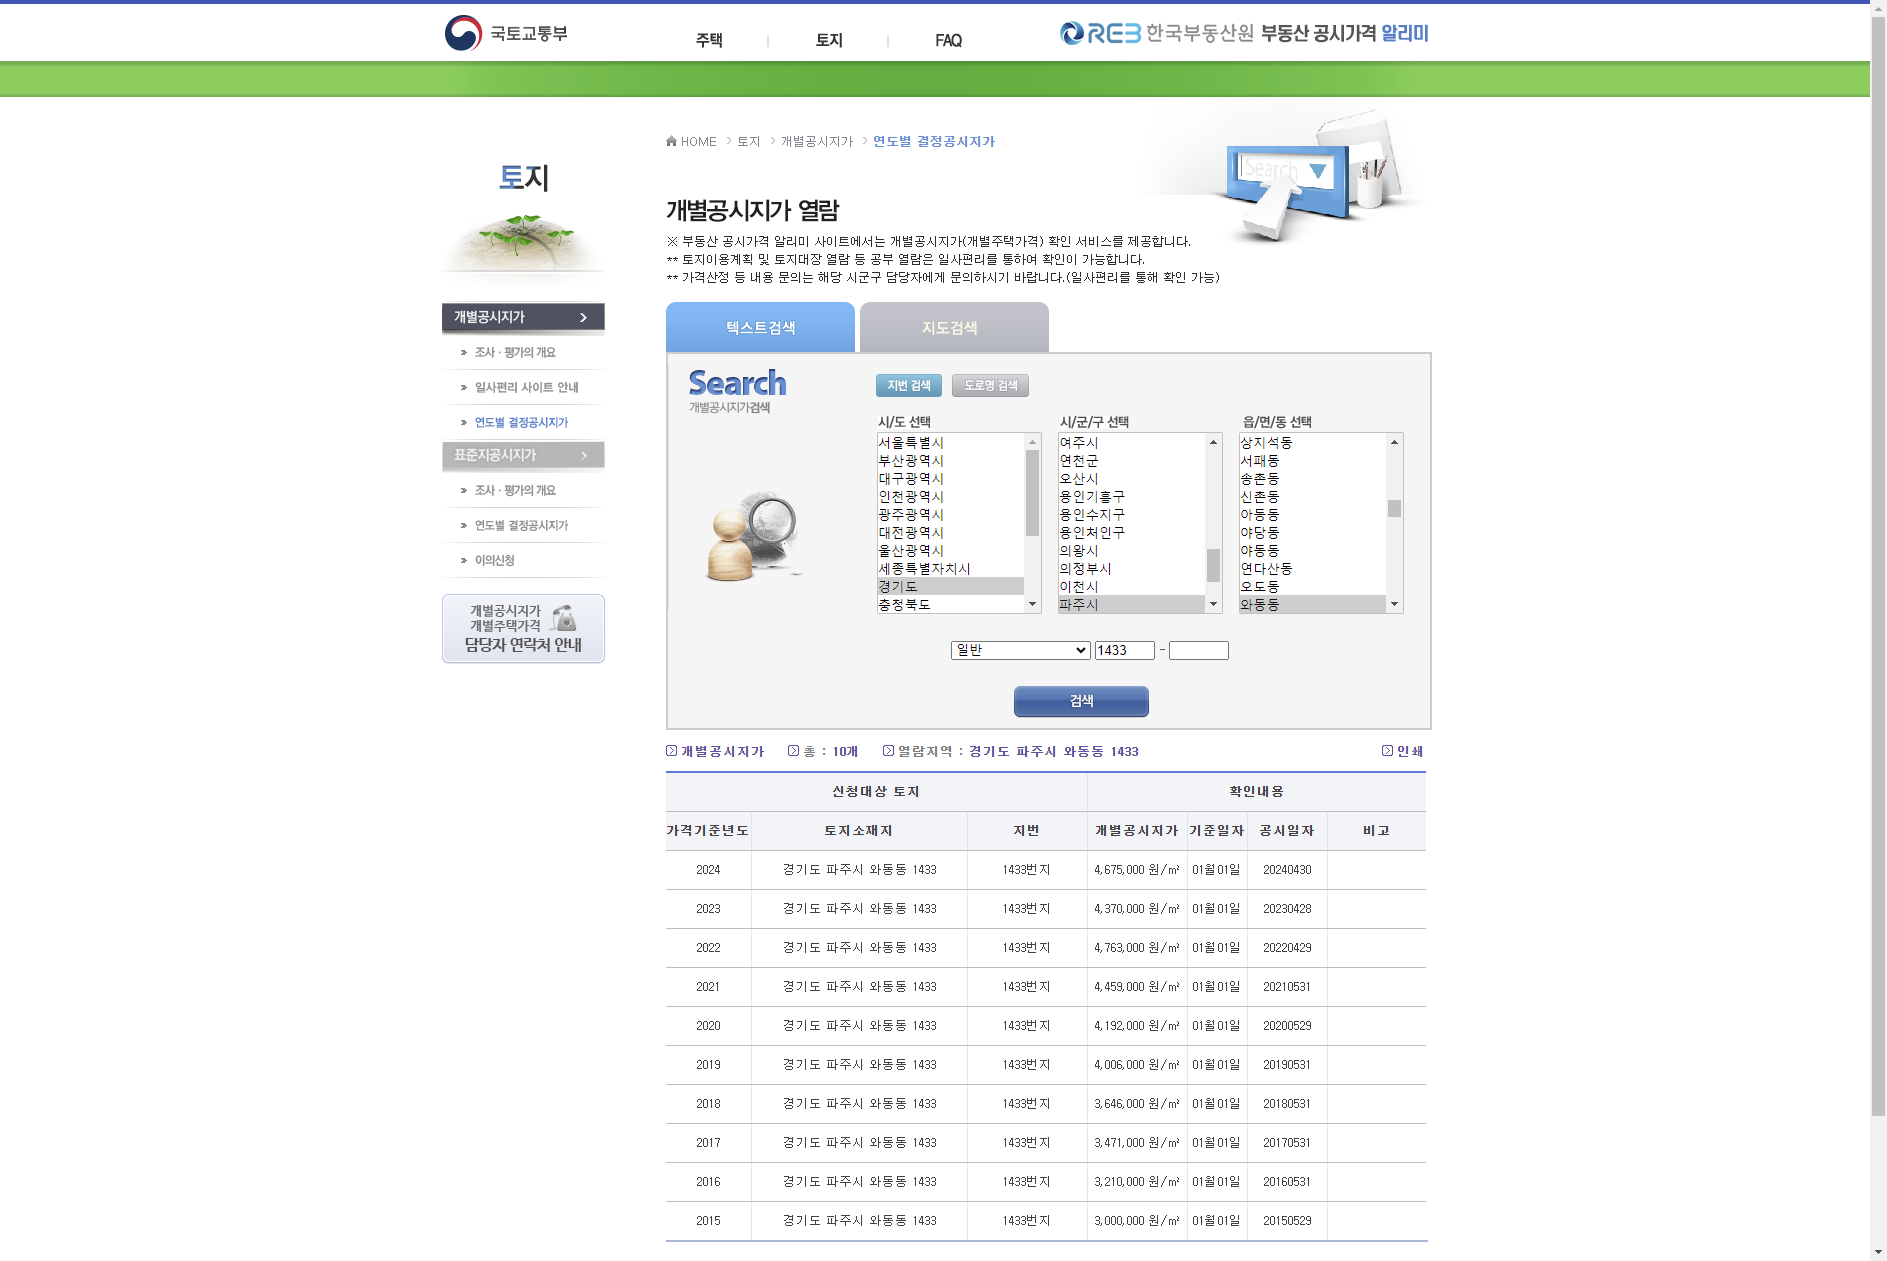 국토교통부
주택
토지
FAQ
REB 한국부동산원 부동산 공시가격 알리미
HOME > 토지 > 개별공시지가 > 연도별 결정공시지가
Search
토지
개별공시지가 열람
※ 부동산 공시가격 알리미 사이트에서는 개별공시지가(개별주택가격) 확인 서비스를 제공합니다.
** 토지이용계획 및 토지대장 열람 등 공부 열람은 일사편리를 통하여 확인이 가능합니다.
** 가격산정 등 내용 문의는 해당 시군구 담당자에게 문의하시기 바랍니다.(일사편리를 통해 확인 가능)
개별공시지가
조사 · 평가의 개요
일사편리 사이트 안내
연도별 결정공시지가
표준지공시지가
조사 · 평가의 개요
연도별 결정공시지가
이의신청
개별공시지가
개별주택가격
담당자 연락처 안내
텍스트검색
지도검색
Search
개별공시지가검색
지번 검색
도로명 검색
시/도 선택
서울특별시
부산광역시
대구광역시
인천광역시
광주광역시
대전광역시
울산광역시
세종특별자치시
경기도
충청북도
시/군/구 선택
여주시
연천군
오산시
용인기흥구
용인수지구
용인처인구
의왕시
의정부시
이천시
파주시
읍/면/동 선택
상지석동
서패동
송촌동
신촌동
아동동
야당동
야동동
연다산동
오도동
와동동
일반 1433 -
검색
개별공시지가 총 : 10개 열람지역 : 경기도 파주시 와동동 1433 인쇄
신청대상 토지 확인내용
가격기준년도 토지소재지 지번 개별공시지가 기준일자 공시일자 비고
2024 경기도 파주시 와동동 1433 1433번지 4,675,000 원/㎡ 01월01일 20240430
2023 경기도 파주시 와동동 1433 1433번지 4,370,000 원/㎡ 01월01일 20230428
2022 경기도 파주시 와동동 1433 1433번지 4,763,000 원/㎡ 01월01일 20220429
2021 경기도 파주시 와동동 1433 1433번지 4,459,000 원/㎡ 01월01일 20210531
2020 경기도 파주시 와동동 1433 1433번지 4,192,000 원/㎡ 01월01일 20200529
2019 경기도 파주시 와동동 1433 1433번지 4,006,000 원/㎡ 01월01일 20190531
2018 경기도 파주시 와동동 1433 1433번지 3,646,000 원/㎡ 01월01일 20180531
2017 경기도 파주시 와동동 1433 1433번지 3,471,000 원/㎡ 01월01일 20170531
2016 경기도 파주시 와동동 1433 1433번지 3,210,000 원/㎡ 01월01일 20160531
2015 경기도 파주시 와동동 1433 1433번지 3,000,000 원/㎡ 01월01일 20150529